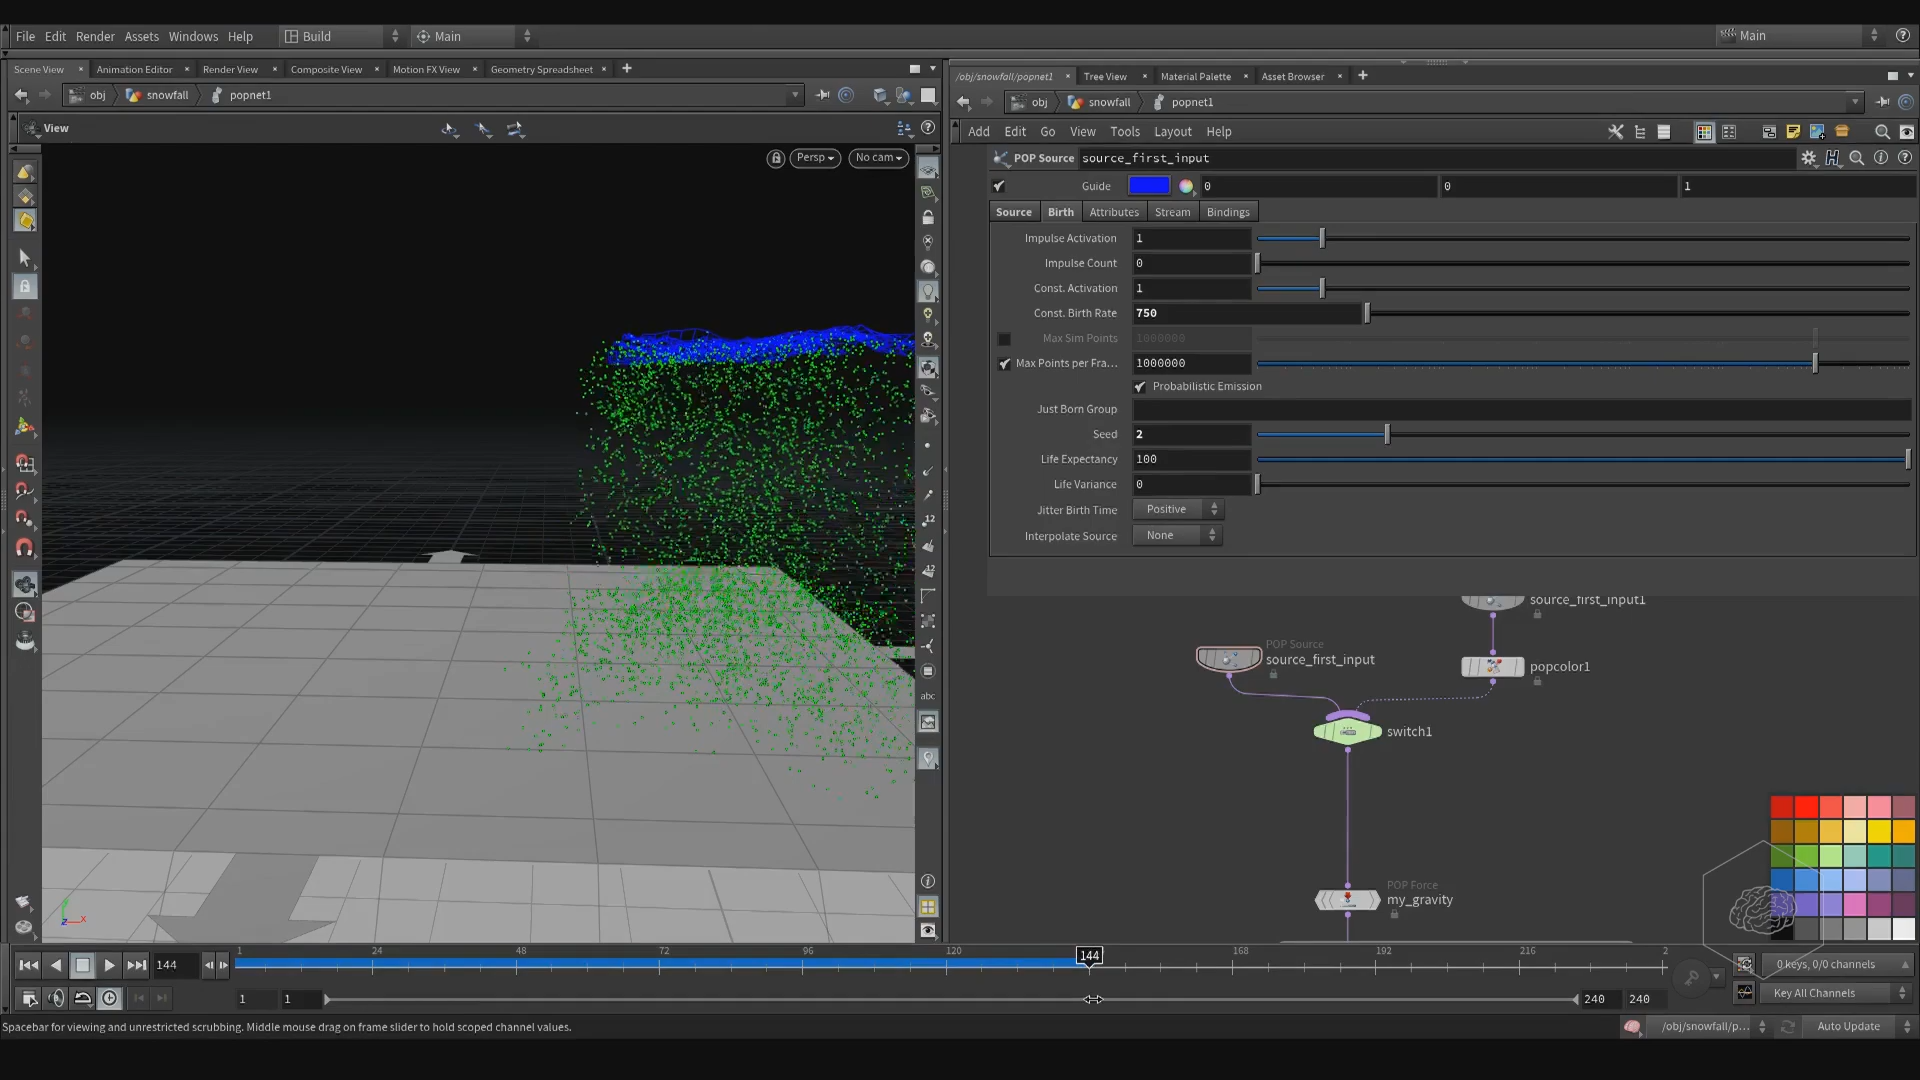 File Edit Render Assets Windows Help Build Main Main
Scene View Animation Editor Render View Composite View Motion FX View Geometry Spreadsheet
obj snowfall popnet1
View
Persp No cam
12
12
abc
/obj/snowfall/popnet1 Tree View Material Palette Asset Browser
obj snowfall popnet1
Add Edit Go View Tools Layout Help
POP Source source_first_input
Guide 0 0 1
Source Birth Attributes Stream Bindings
Impulse Activation 1
Impulse Count 0
Const. Activation 1
Const. Birth Rate 750
Max Sim Points 1000000
Max Points per Fra... 1000000
Probabilistic Emission
Just Born Group
Seed 2
Life Expectancy 100
Life Variance 0
Jitter Birth Time Positive
Interpolate Source None
source_first_input1
POP Source
source_first_input
popcolor1
switch1
POP Force
my_gravity
1 24 48 72 96 120 144 168 192 216 2
144
0 keys, 0/0 channels
1 1 240 240
Key All Channels
Spacebar for viewing and unrestricted scrubbing. Middle mouse drag on frame slider to hold scoped channel values.
/obj/snowfall/p... Auto Update